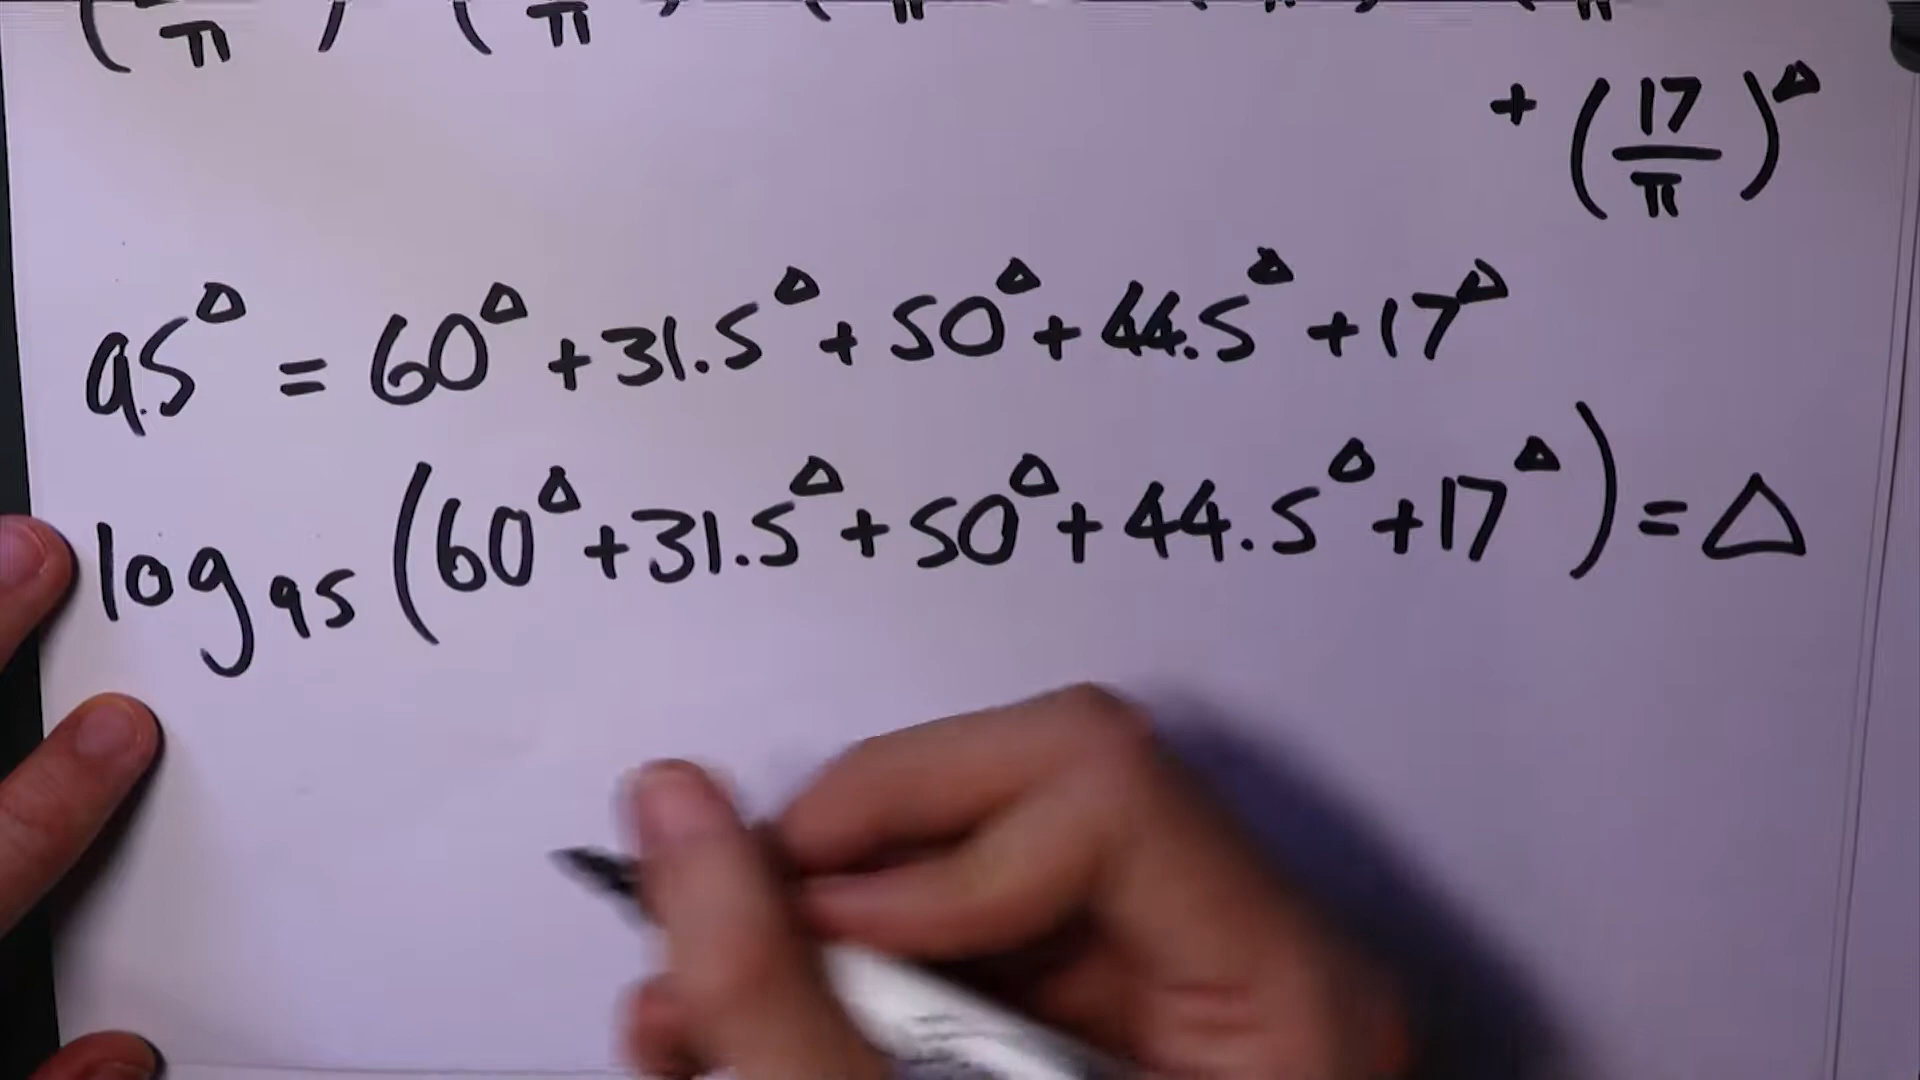 (π) (π) π π π
+ (17/π)^Δ
95^Δ = 60^Δ + 31.5^Δ + 50^Δ + 44.5^Δ + 17^Δ
log₉₅(60^Δ + 31.5^Δ + 50^Δ + 44.5^Δ + 17^Δ) = Δ